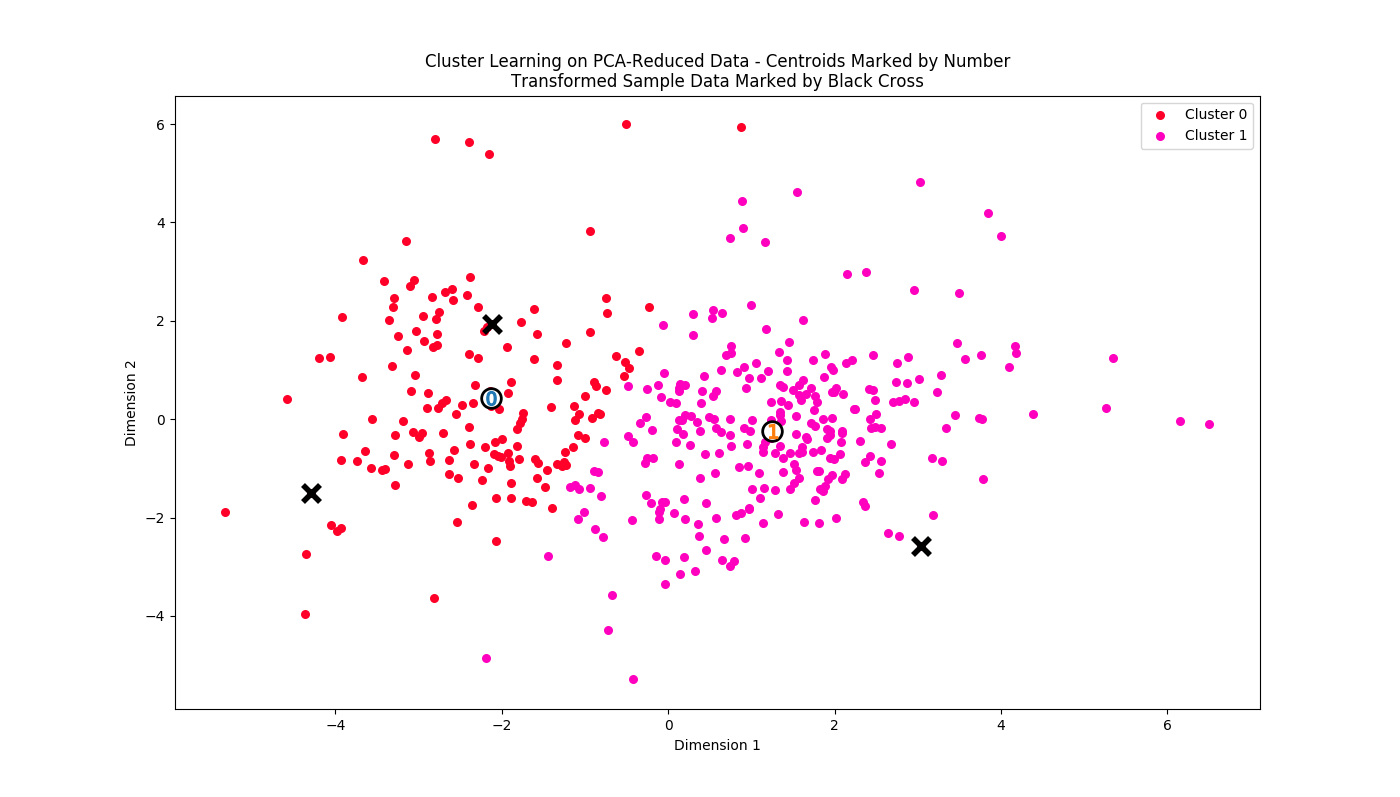 Cluster Learning on PCA-Reduced Data - Centroids Marked by Number
Transformed Sample Data Marked by Black Cross
Cluster 0
Cluster 1
6
4
2
0
−2
−4
Dimension 2
0
1
−4
−2
0
2
4
6
Dimension 1